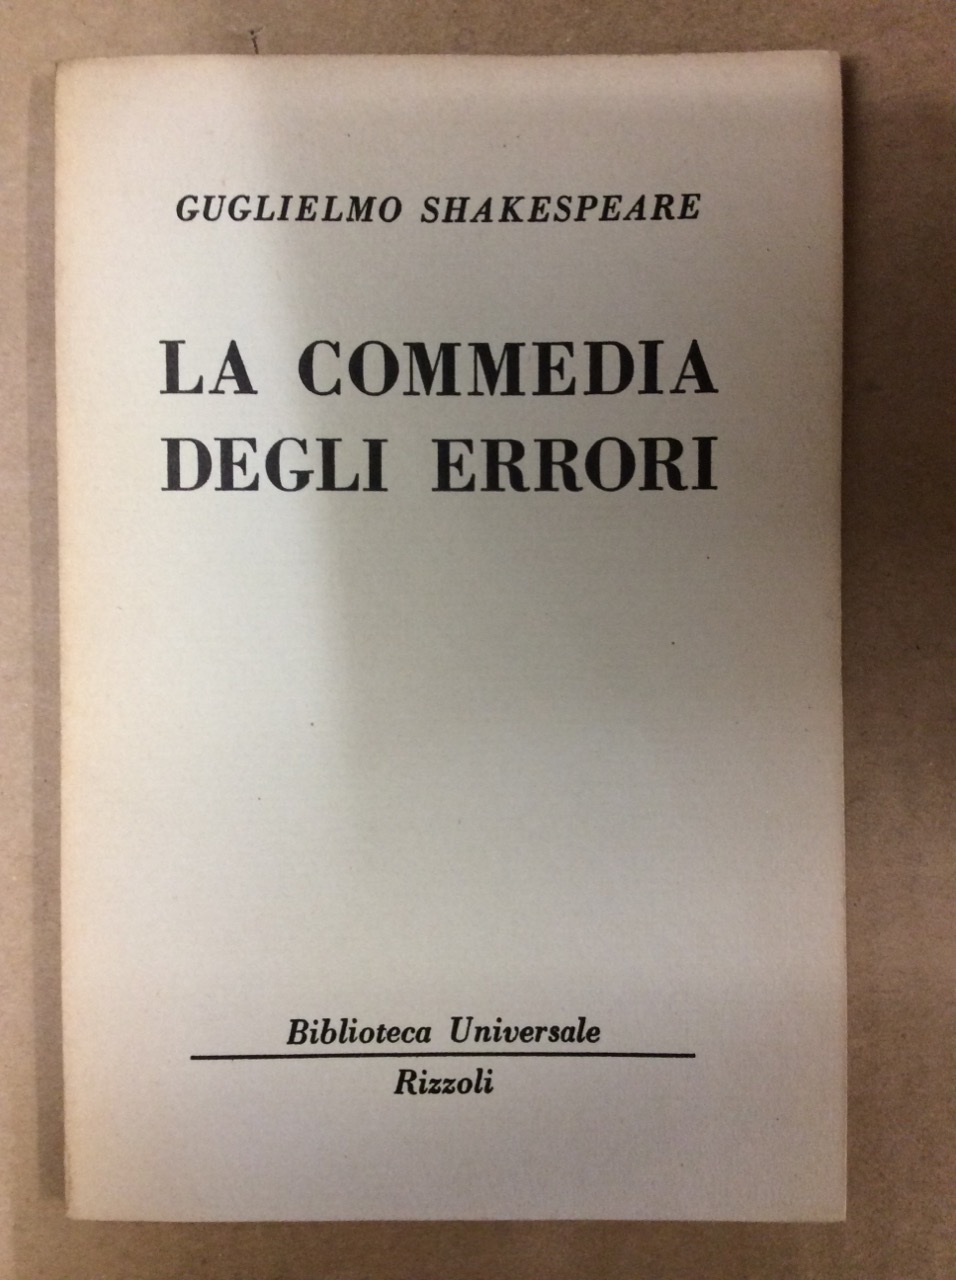 GUGLIELMO SHAKESPEARE
LA COMMEDIA
DEGLI ERRORI
Biblioteca Universale
Rizzoli